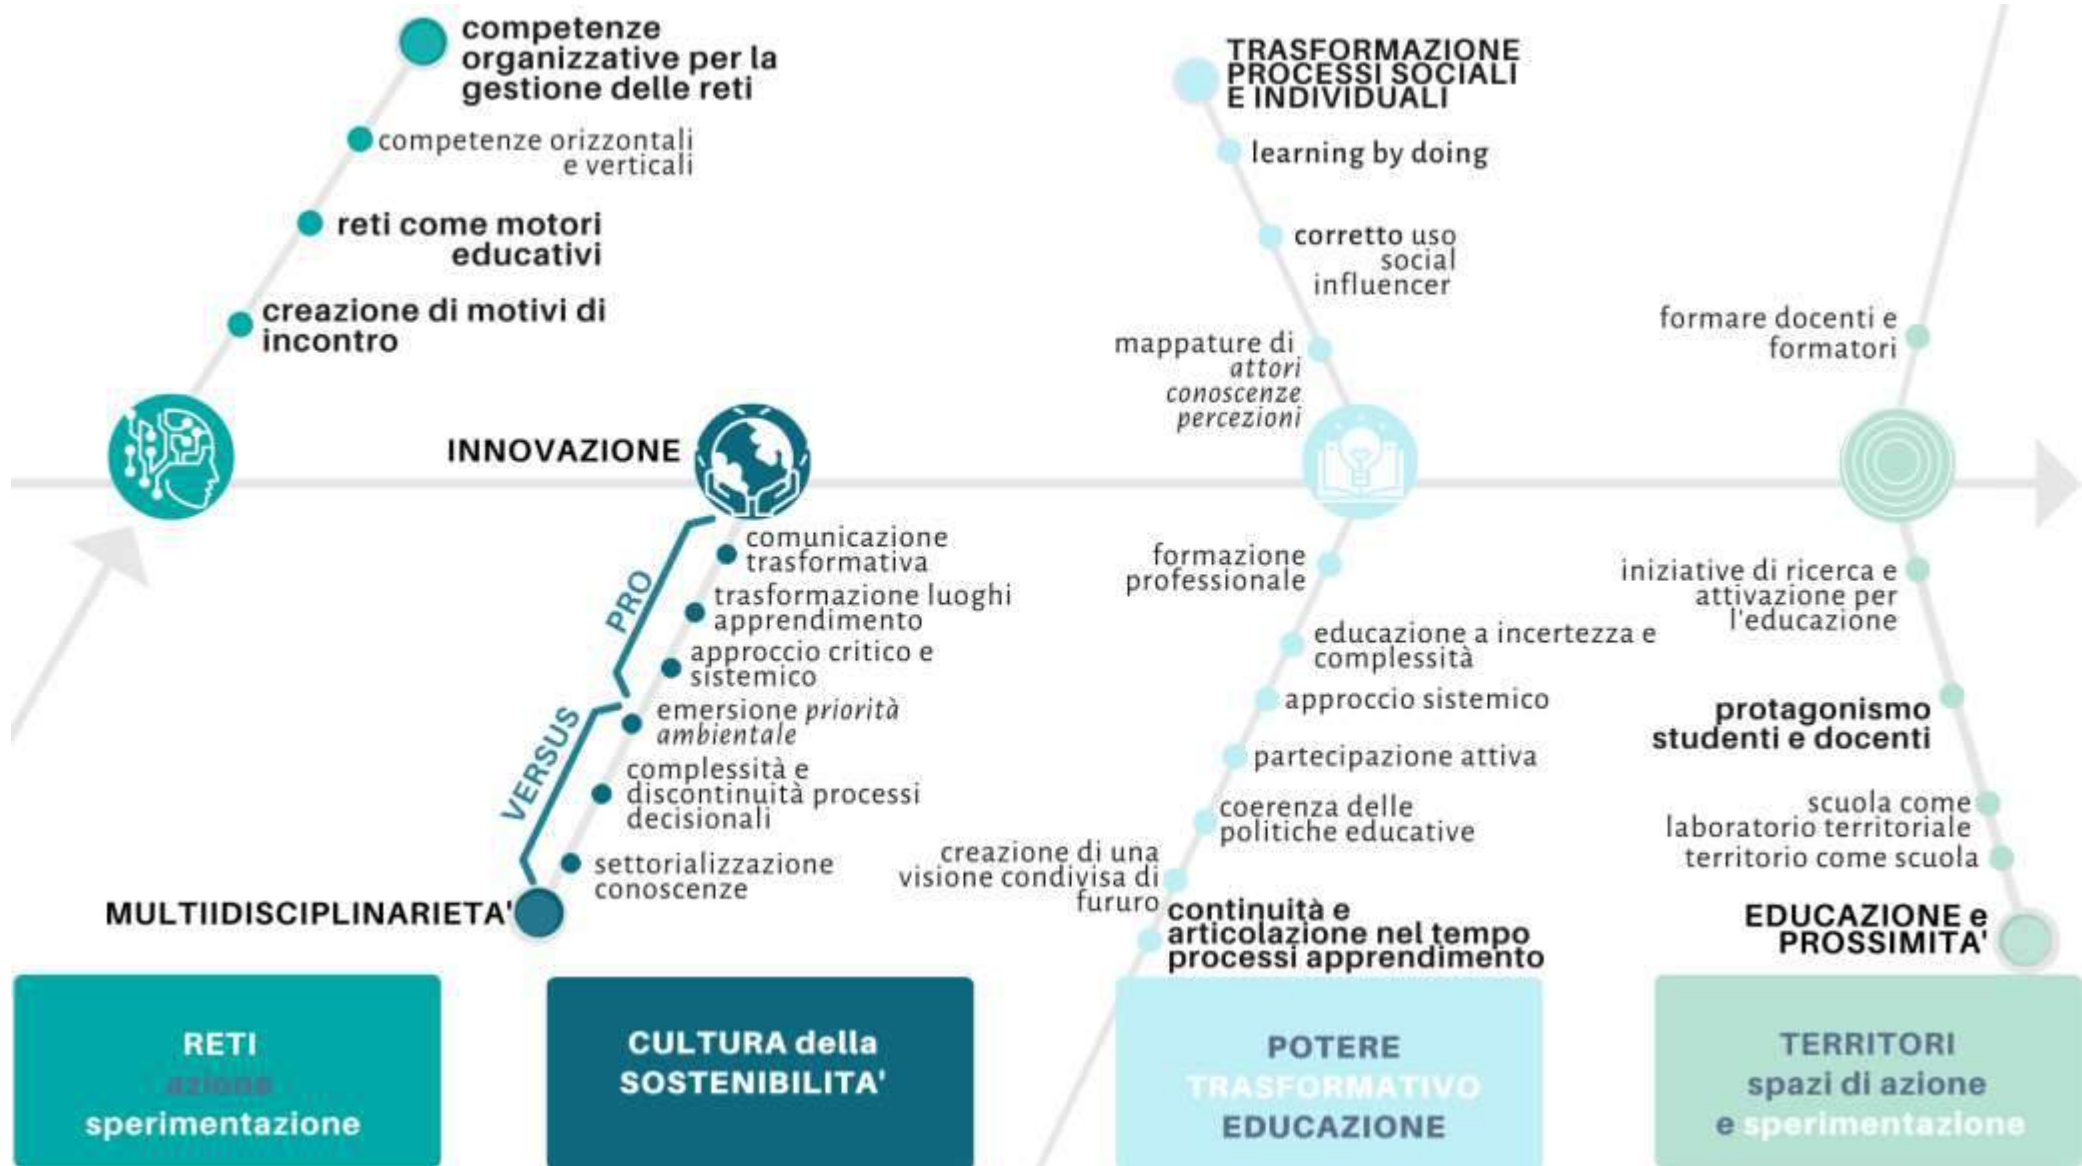 competenze
organizzative per la
gestione delle reti
competenze orizzontali
e verticali
reti come motori
educativi
creazione di motivi di
incontro
INNOVAZIONE
PRO
comunicazione
trasformativa
trasformazione luoghi
apprendimento
approccio critico e
sistemico
VERSUS
emersione priorità
ambientale
complessità e
discontinuità processi
decisionali
settorializzazione
conoscenze
MULTIIDISCIPLINARIETA'
TRASFORMAZIONE
PROCESSI SOCIALI
E INDIVIDUALI
learning by doing
corretto uso
social
influencer
mappature di
attori
conoscenze
percezioni
formazione
professionale
educazione a incertezza e
complessità
approccio sistemico
partecipazione attiva
coerenza delle
politiche educative
creazione di una
visione condivisa di
fururo
continuità e
articolazione nel tempo
processi apprendimento
formare docenti e
formatori
iniziative di ricerca e
attivazione per
l'educazione
protagonismo
studenti e docenti
scuola come
laboratorio territoriale
territorio come scuola
EDUCAZIONE e
PROSSIMITA'
RETI
azione
sperimentazione
CULTURA della
SOSTENIBILITA'
POTERE
TRASFORMATIVO
EDUCAZIONE
TERRITORI
spazi di azione
e sperimentazione